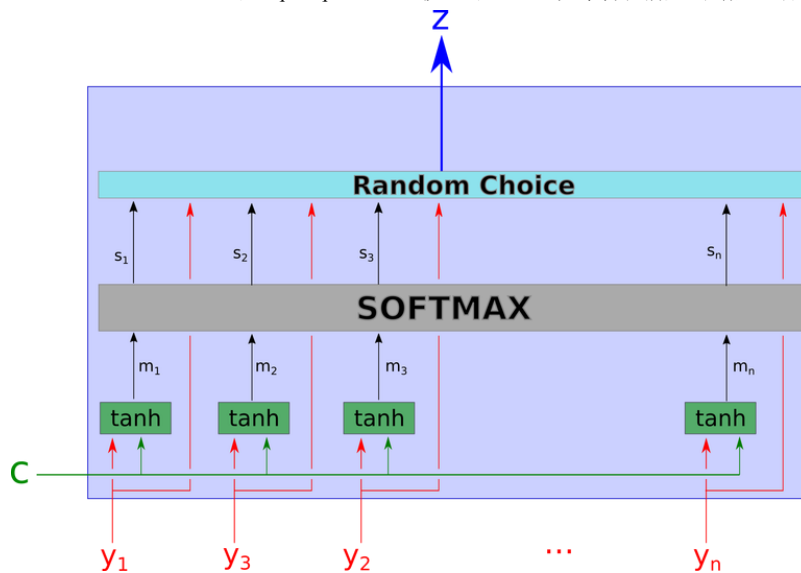 z
Random Choice
s₁ s₂ s₃ sₙ
SOFTMAX
m₁ m₂ m₃ mₙ
tanh tanh tanh tanh
c
y₁ y₃ y₂ ... yₙ